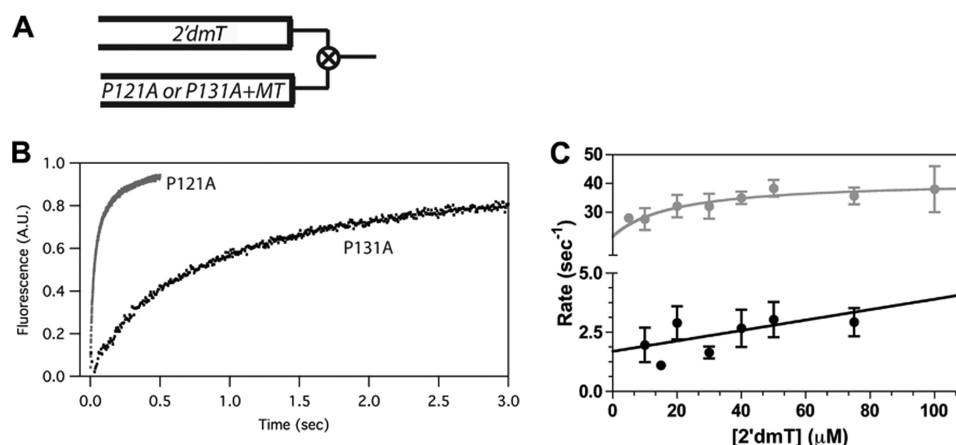 A
2'dmT
P121A or P131A+MT
B
1.0
0.8
0.6
0.4
0.2
0.0
Fluorescence (A.U.)
P121A
P131A
0.0 0.5 1.0 1.5 2.0 2.5 3.0
Time (sec)
C
50
40
30
5.0
2.5
0.0
Rate (sec⁻¹)
0 20 40 60 80 100
[2'dmT] (μM)